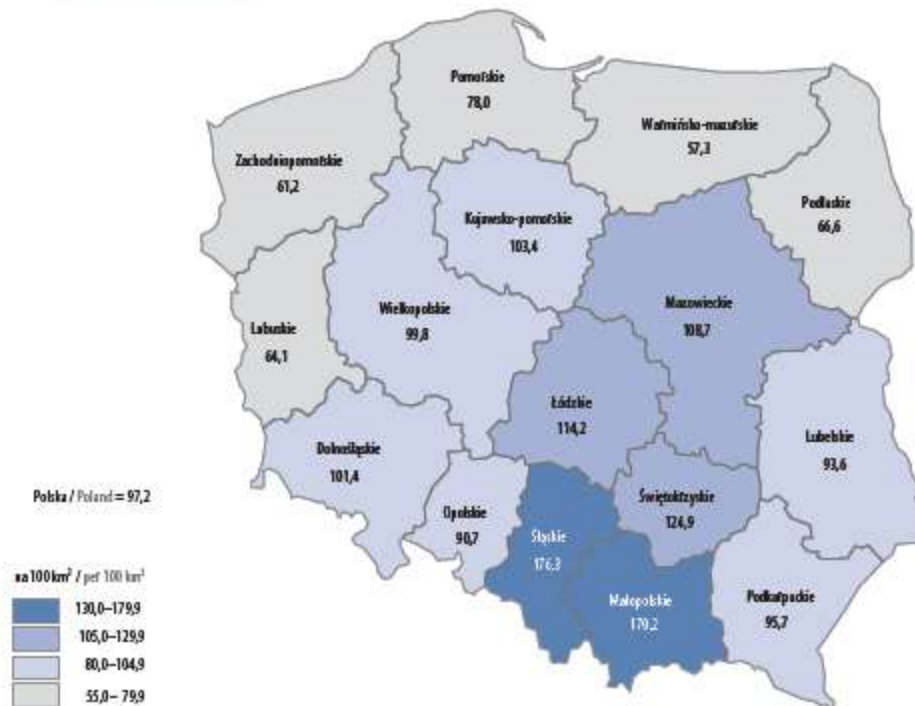 Pomorskie
78,0
Warmińsko-mazurskie
57,3
Zachodniopomorskie
61,2
Podlaskie
66,6
Kujawsko-pomorskie
103,4
Mazowieckie
108,7
Wielkopolskie
99,8
Lubuskie
64,1
Łódzkie
114,2
Lubelskie
93,6
Dolnośląskie
101,4
Polska / Poland = 97,2
Świętokrzyskie
124,9
Opolskie
90,7
Śląskie
176,3
Małopolskie
170,2
Podkarpackie
95,7
na 100 km² / per 100 km²
130,0–179,9
105,0–129,9
80,0–104,9
55,0– 79,9